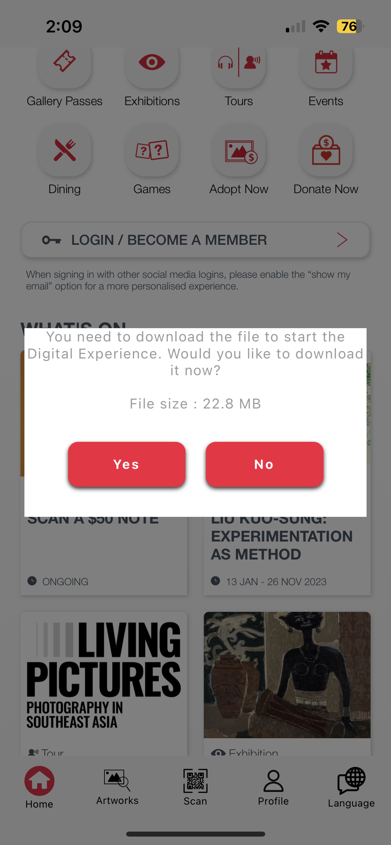 2:09
76
Gallery Passes
Exhibitions
Tours
Events
? ?
$
$
Dining
Games
Adopt Now
Donate Now
LOGIN / BECOME A MEMBER
When signing in with other social media logins, please enable the “show my
email” option for a more personalised experience.
WHAT'S ON
You need to download the file to start the
Digital Experience. Would you like to download
it now?
File size : 22.8 MB
Yes
No
SCAN A $50 NOTE
ONGOING
LIU KUO-SUNG:
EXPERIMENTATION
AS METHOD
13 JAN - 26 NOV 2023
LIVING
PICTURES
PHOTOGRAPHY IN
SOUTHEAST ASIA
Tour
Exhibition
Home
Artworks
Scan
Profile
Language